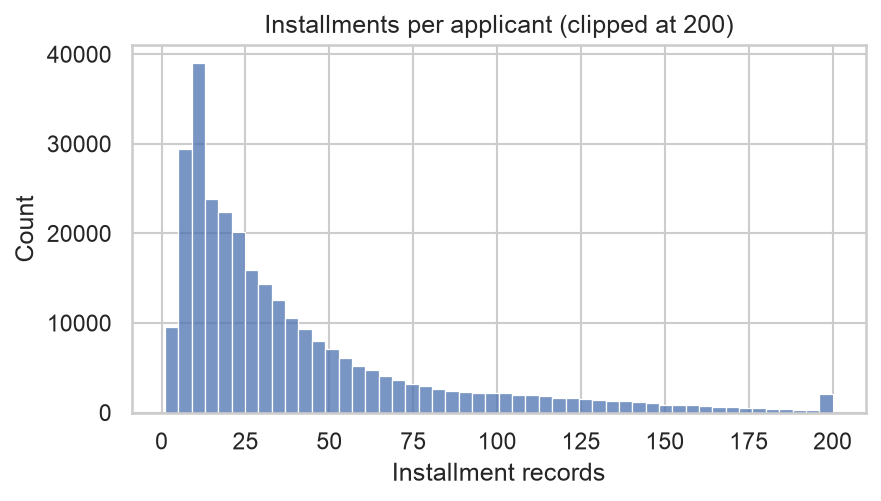 Installments per applicant (clipped at 200)
40000
30000
20000
10000
0
Count
0 25 50 75 100 125 150 175 200
Installment records